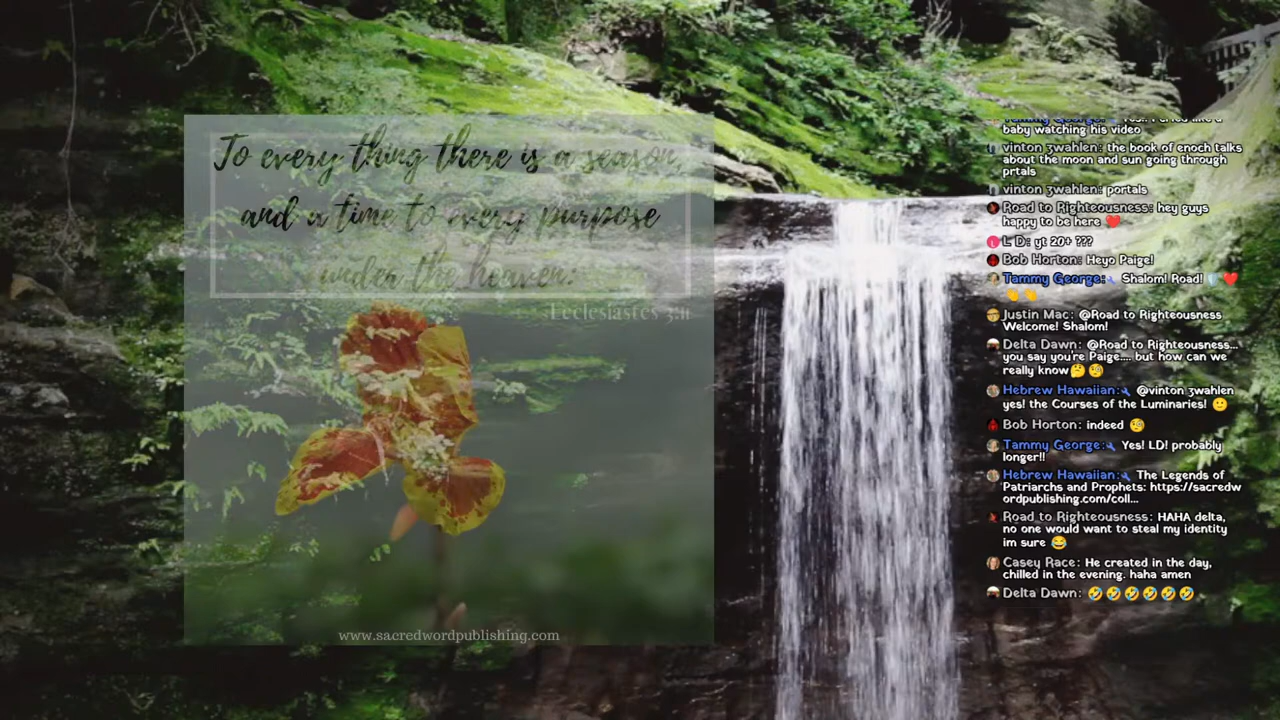 To every thing there is a season,
and a time to every purpose
under the heaven:
Ecclesiastes 3:11
www.sacredwordpublishing.com
Tammy George: Yes.. I cried like a
baby watching his video
vinton 3wahlen: the book of enoch talks
about the moon and sun going through
prtals
vinton 3wahlen: portals
Road to Righteousness: hey guys
happy to be here ❤️
L D: yt 20+ ???
Bob Horton: Heyo Paige!
Tammy George: Shalom! Road!
Justin Mac: @Road to Righteousness
Welcome! Shalom!
Delta Dawn: @Road to Righteousness...
you say you're Paige.... but how can we
really know🤔🧐
Hebrew Hawaiian: @vinton 3wahlen
yes! the Courses of the Luminaries! 🙂
Bob Horton: indeed 🧐
Tammy George: Yes! LD! probably
longer!!
Hebrew Hawaiian: The Legends of
Patriarchs and Prophets: https://sacredw
ordpublishing.com/coll...
Road to Righteousness: HAHA delta,
no one would want to steal my identity
im sure 😂
Casey Race: He created in the day,
chilled in the evening. haha amen
Delta Dawn: 🤣🤣🤣🤣🤣🤣